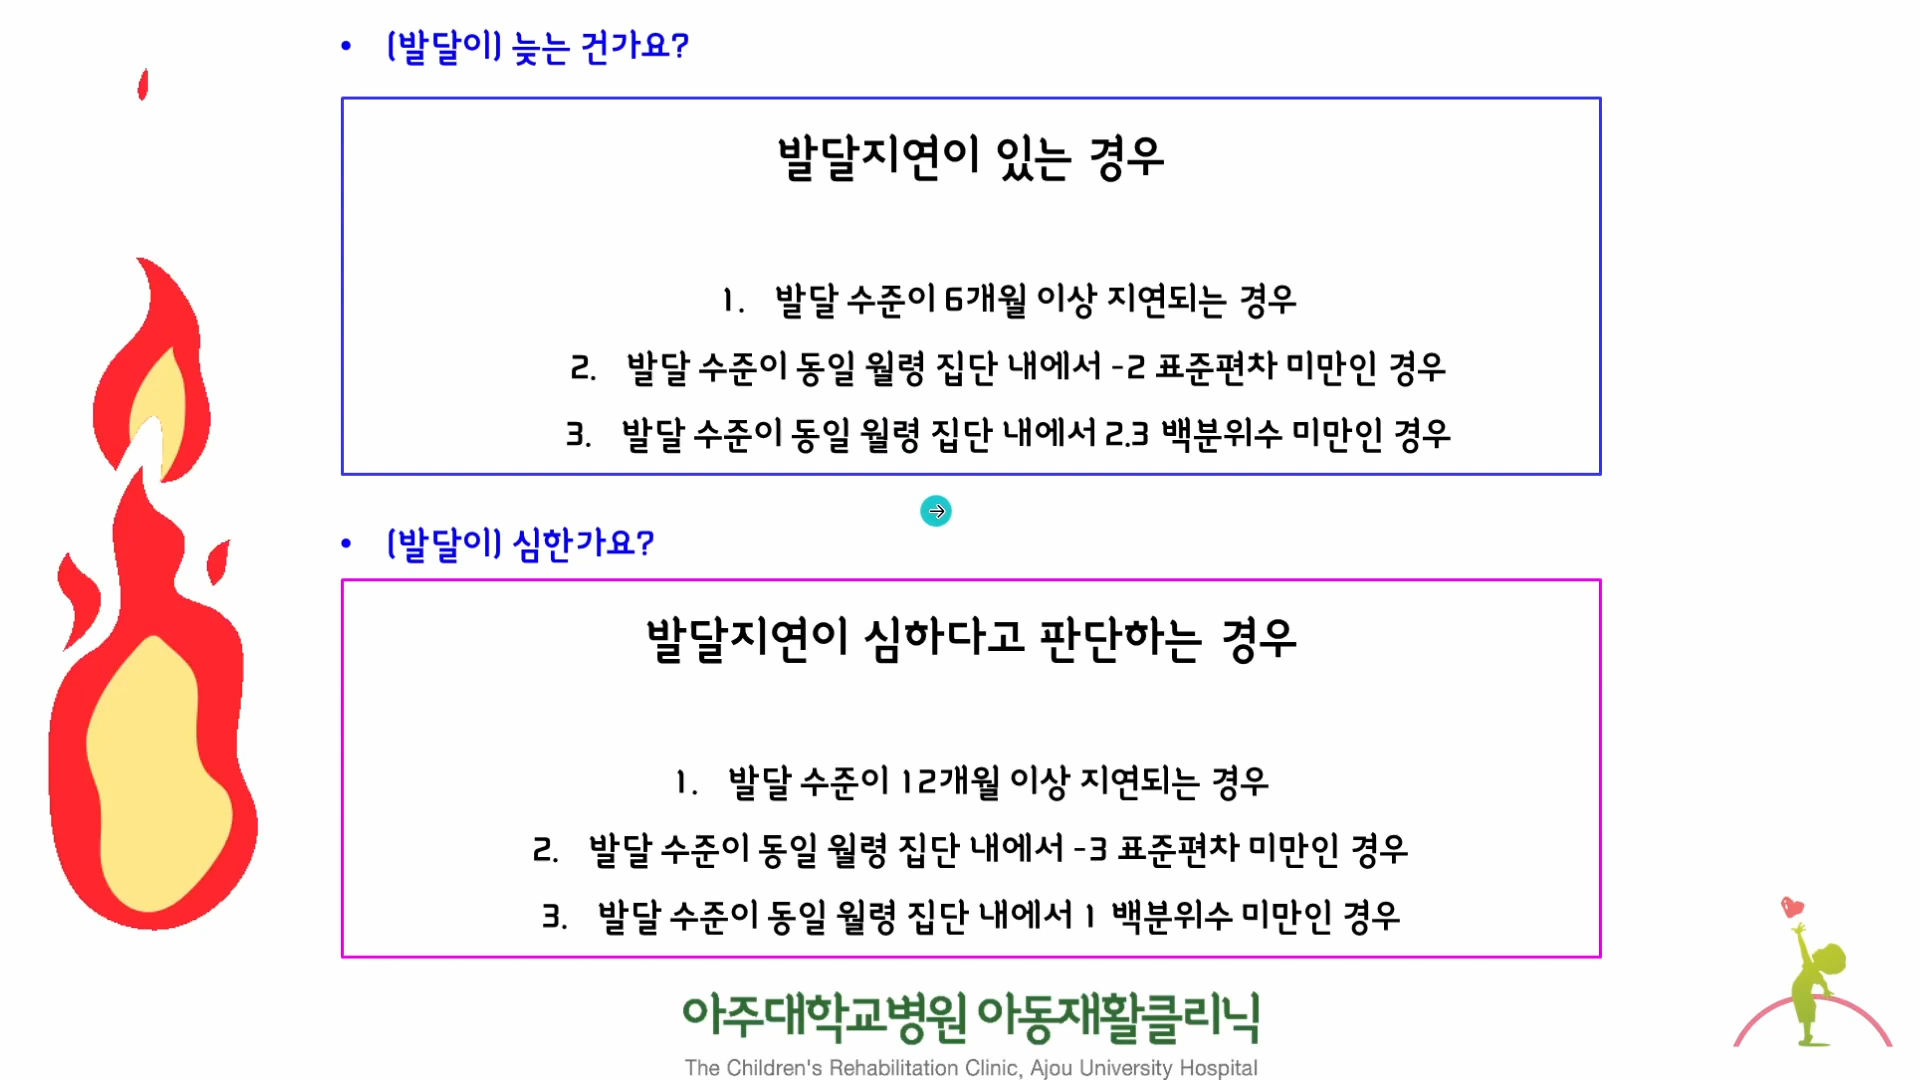 • (발달이) 늦는 건가요?
발달지연이 있는 경우
1. 발달 수준이 6개월 이상 지연되는 경우
2. 발달 수준이 동일 월령 집단 내에서 -2 표준편차 미만인 경우
3. 발달 수준이 동일 월령 집단 내에서 2.3 백분위수 미만인 경우
• (발달이) 심한가요?
발달지연이 심하다고 판단하는 경우
1. 발달 수준이 12개월 이상 지연되는 경우
2. 발달 수준이 동일 월령 집단 내에서 -3 표준편차 미만인 경우
3. 발달 수준이 동일 월령 집단 내에서 1 백분위수 미만인 경우
아주대학교병원 아동재활클리닉
The Children's Rehabilitation Clinic, Ajou University Hospital